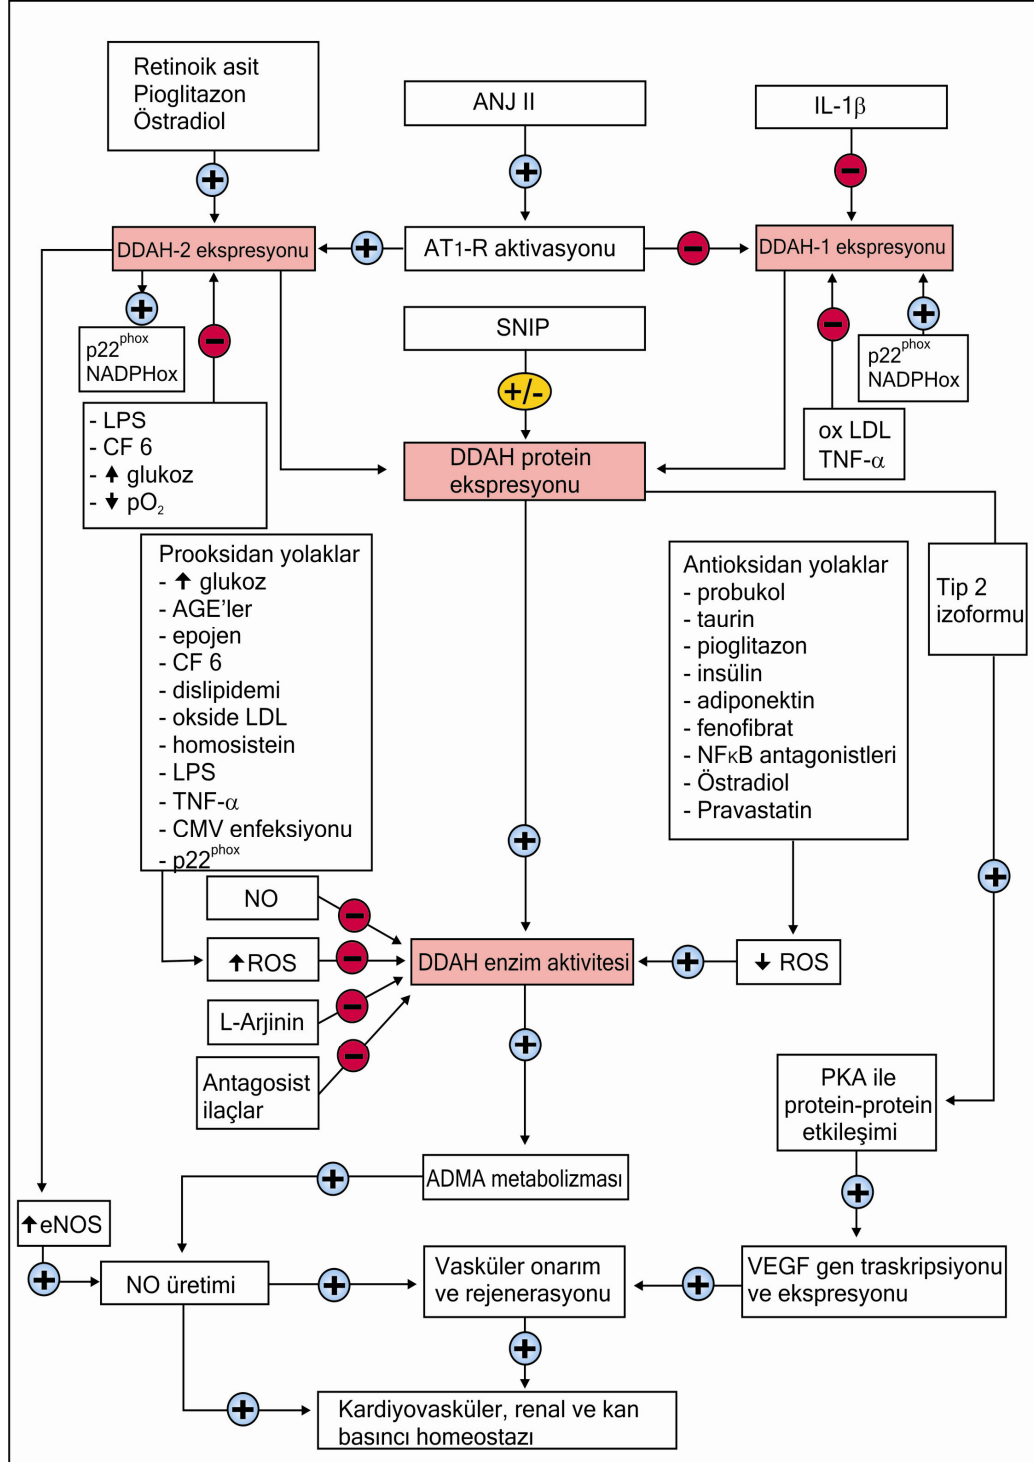 Retinoik asit
Pioglitazon
Östradiol
ANJ II
IL-1β
+
+
-
DDAH-2 ekspresyonu
+
AT1-R aktivasyonu
-
DDAH-1 ekspresyonu
+
-
p22phox
NADPHox
SNIP
-
+
p22phox
NADPHox
+/-
- LPS
- CF 6
- ↑ glukoz
- ↓ pO2
ox LDL
TNF-α
DDAH protein
ekspresyonu
Prooksidan yolaklar
- ↑ glukoz
- AGE'ler
- epojen
- CF 6
- dislipidemi
- okside LDL
- homosistein
- LPS
- TNF-α
- CMV enfeksiyonu
- p22phox
Antioksidan yolaklar
- probukol
- taurin
- pioglitazon
- insülin
- adiponektin
- fenofibrat
- NFκB antagonistleri
- Östradiol
- Pravastatin
Tip 2
izoformu
+
+
NO
-
↑ROS
-
DDAH enzim aktivitesi
+
↓ ROS
L-Arjinin
-
Antagosist
ilaçlar
-
+
PKA ile
protein-protein
etkileşimi
+
ADMA metabolizması
+
↑eNOS
+
NO üretimi
+
Vasküler onarım
ve rejenerasyonu
+
VEGF gen traskripsiyonu
ve ekspresyonu
+
+
Kardiyovasküler, renal ve kan
basıncı homeostazı